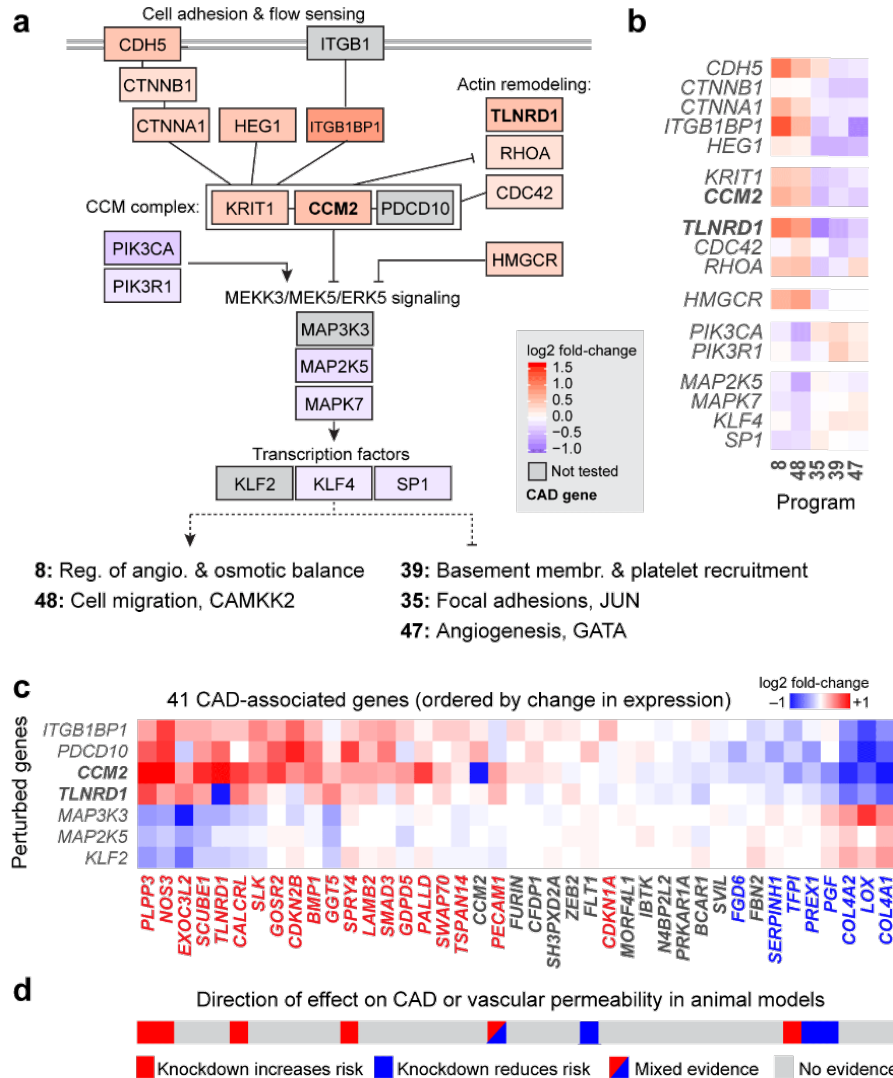 a
Cell adhesion & flow sensing
CDH5
ITGB1
CTNNB1
CTNNA1
HEG1
ITGB1BP1
Actin remodeling:
TLNRD1
RHOA
CDC42
CCM complex:
KRIT1
CCM2
PDCD10
PIK3CA
PIK3R1
HMGCR
MEKK3/MEK5/ERK5 signaling
MAP3K3
MAP2K5
MAPK7
Transcription factors
KLF2
KLF4
SP1
log2 fold-change
1.5
1.0
0.5
0.0
−0.5
−1.0
Not tested
CAD gene
8: Reg. of angio. & osmotic balance
48: Cell migration, CAMKK2
39: Basement membr. & platelet recruitment
35: Focal adhesions, JUN
47: Angiogenesis, GATA
b
CDH5
CTNNB1
CTNNA1
ITGB1BP1
HEG1
KRIT1
CCM2
TLNRD1
CDC42
RHOA
HMGCR
PIK3CA
PIK3R1
MAP2K5
MAPK7
KLF4
SP1
8
48
35
39
47
Program
c
41 CAD-associated genes (ordered by change in expression)
log2 fold-change
−1
+1
Perturbed genes
ITGB1BP1
PDCD10
CCM2
TLNRD1
MAP3K3
MAP2K5
KLF2
PLPP3
NOS3
EXOC3L2
SCUBE1
TLNRD1
CALCRL
SLK
GOSR2
CDKN2B
BMP1
GGT5
SPRY4
LAMB2
SMAD3
GDPD5
PALLD
SWAP70
TSPAN14
CCM2
PECAM1
FURIN
CFDP1
SH3PXD2A
ZEB2
FLT1
CDKN1A
MORF4L1
IBTK
N4BP2L2
PRKAR1A
BCAR1
SVIL
FGD6
FBN2
SERPINH1
TFPI
PREX1
PGF
COL4A2
LOX
COL4A1
d
Direction of effect on CAD or vascular permeability in animal models
Knockdown increases risk
Knockdown reduces risk
Mixed evidence
No evidence